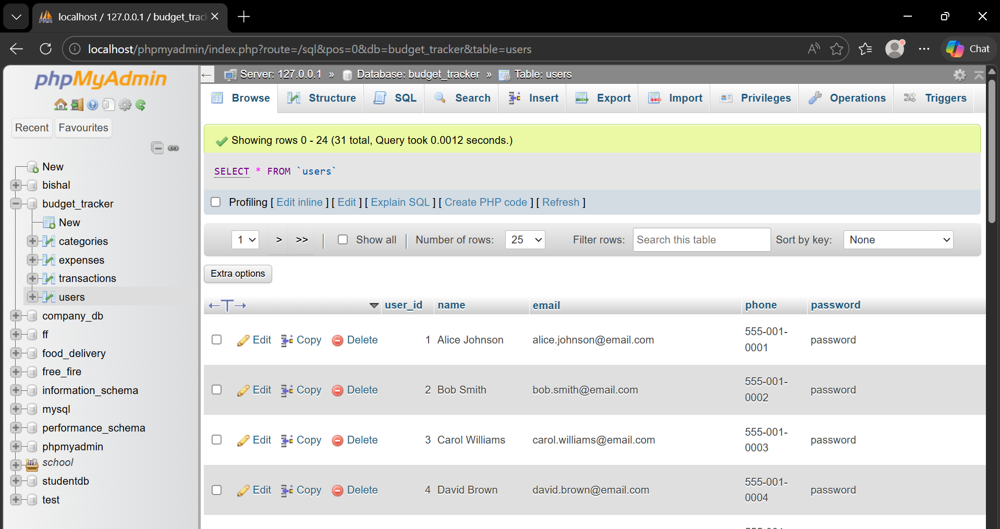 localhost / 127.0.0.1 / budget_trac
localhost/phpmyadmin/index.php?route=/sql&pos=0&db=budget_tracker&table=users
Chat
phpMyAdmin
Recent Favourites
New
bishal
budget_tracker
New
categories
expenses
transactions
users
company_db
ff
food_delivery
free_fire
information_schema
mysql
performance_schema
phpmyadmin
school
studentdb
test
Server: 127.0.0.1 » Database: budget_tracker » Table: users
Browse Structure SQL Search Insert Export Import Privileges Operations Triggers
Showing rows 0 - 24 (31 total, Query took 0.0012 seconds.)
SELECT * FROM `users`
Profiling [ Edit inline ] [ Edit ] [ Explain SQL ] [ Create PHP code ] [ Refresh ]
1 > >> | Show all | Number of rows: 25 Filter rows: Search this table Sort by key: None
Extra options
←T→ user_id name email phone password
Edit Copy Delete 1 Alice Johnson alice.johnson@email.com 555-001-0001 password
Edit Copy Delete 2 Bob Smith bob.smith@email.com 555-001-0002 password
Edit Copy Delete 3 Carol Williams carol.williams@email.com 555-001-0003 password
Edit Copy Delete 4 David Brown david.brown@email.com 555-001-0004 password